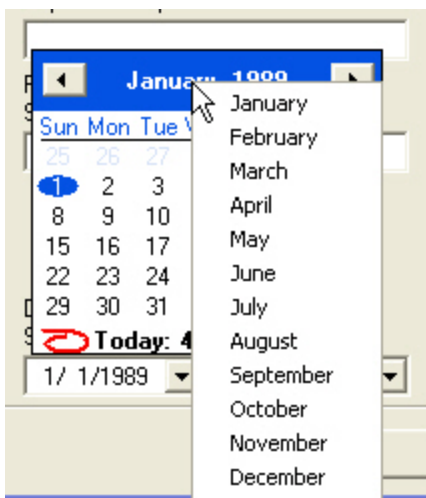 January, 1989
Sun Mon Tue
25 26 27
1 2 3
8 9 10
15 16 17
22 23 24
29 30 31
Today: 4
1/ 1/1989
January
February
March
April
May
June
July
August
September
October
November
December